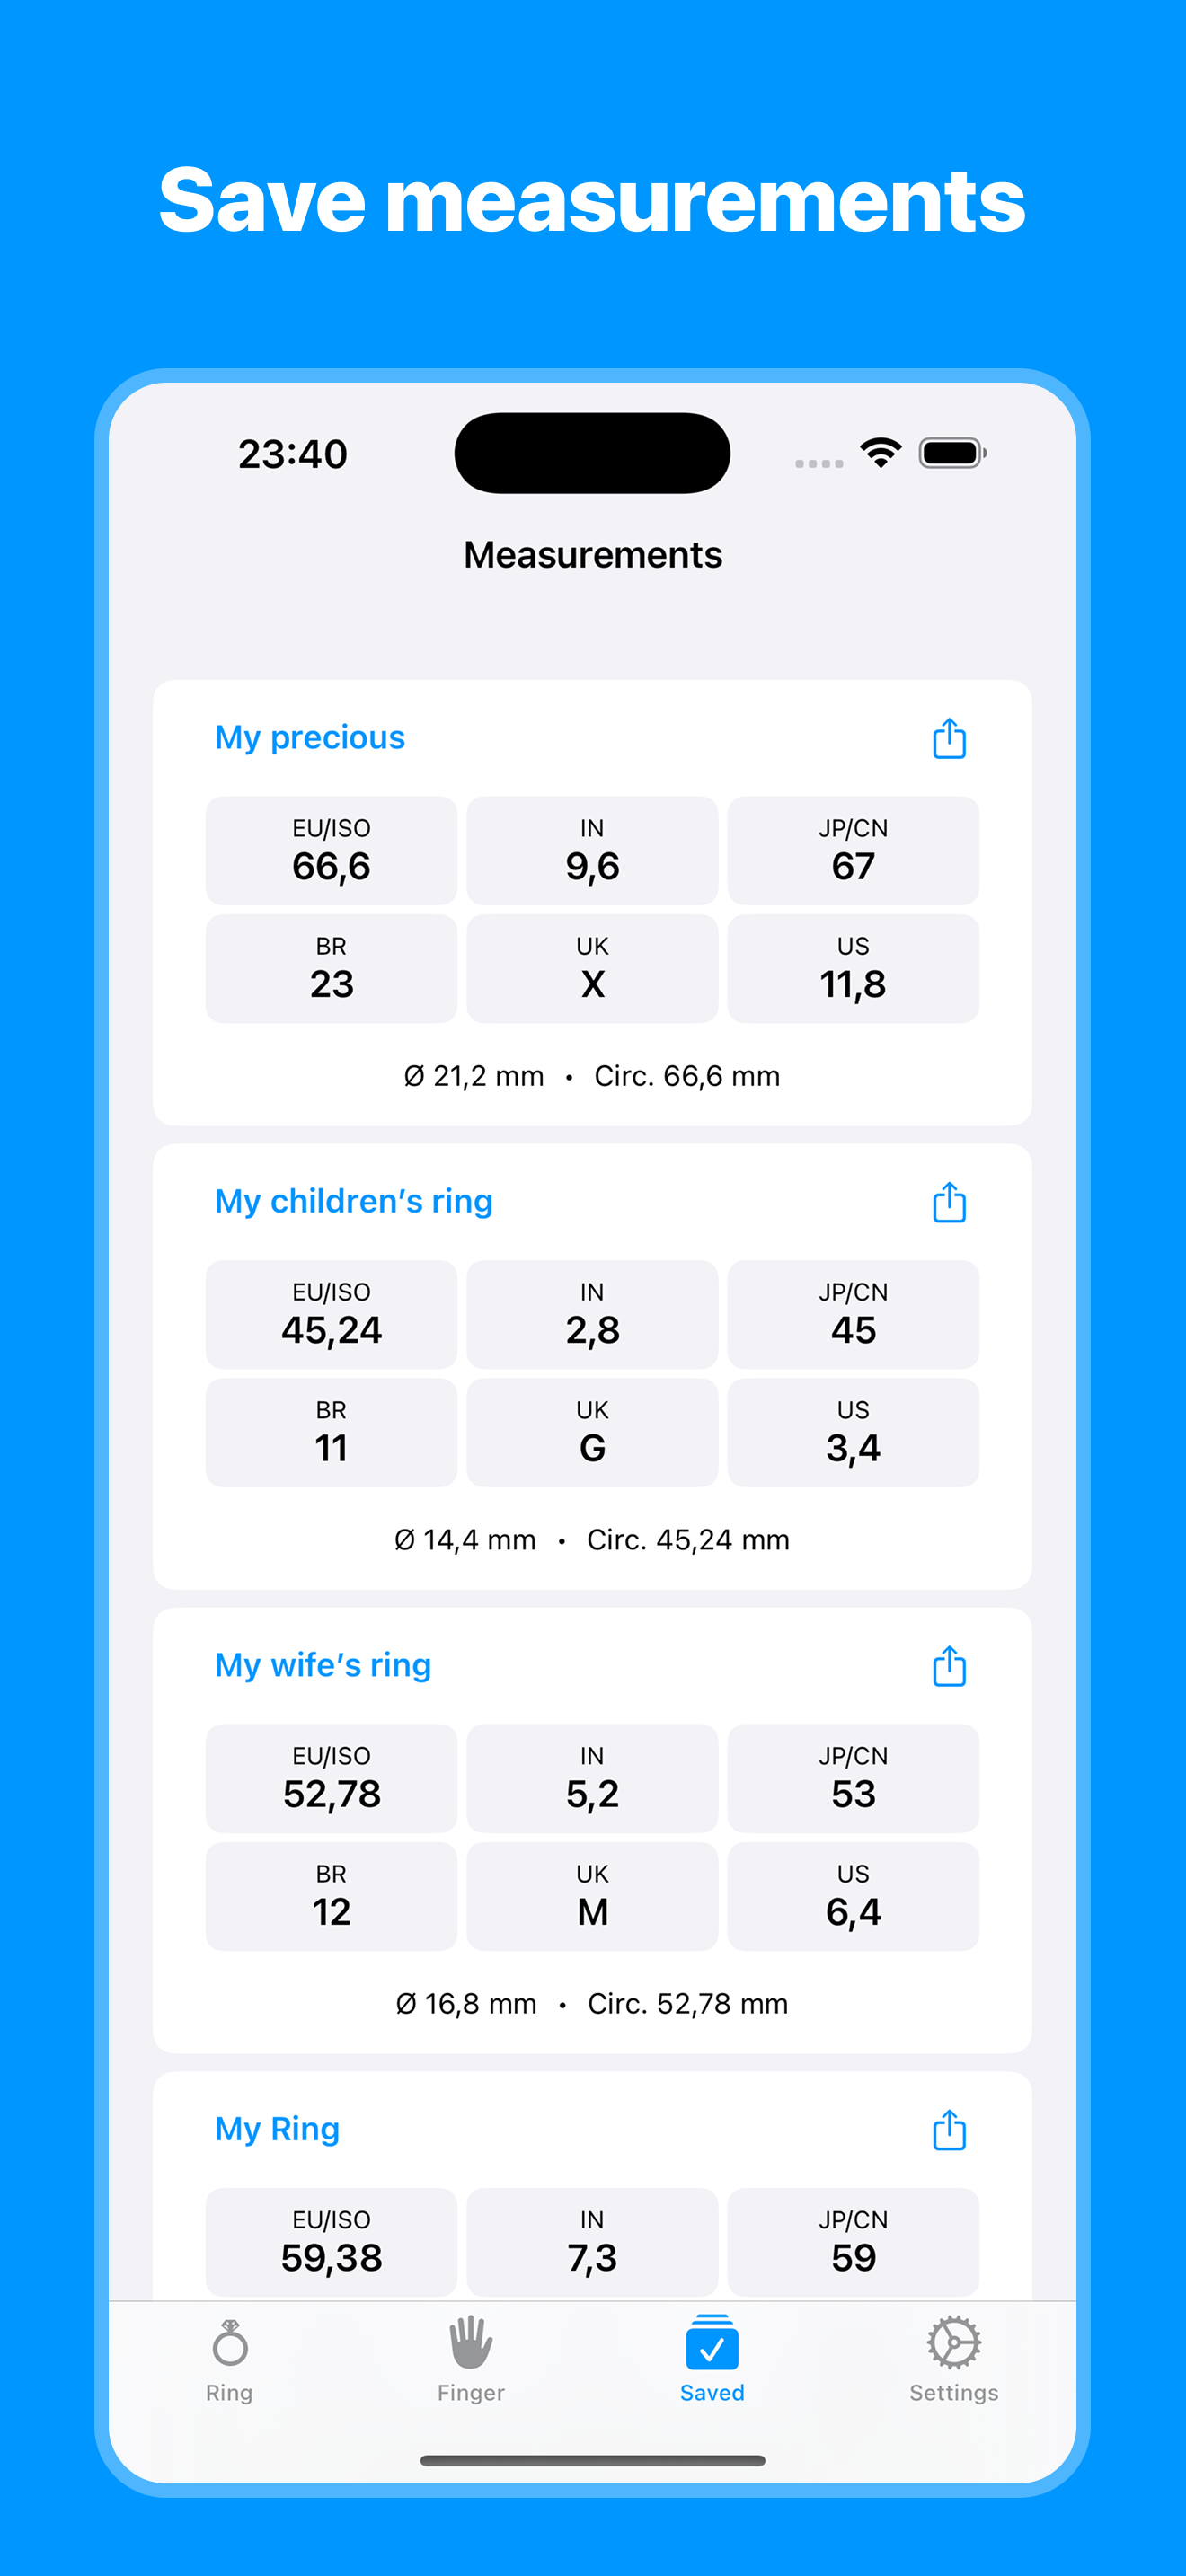 Save measurements
23:40
Measurements
My precious
EU/ISO IN JP/CN
66,6 9,6 67
BR UK US
23 X 11,8
Ø 21,2 mm • Circ. 66,6 mm
My children’s ring
EU/ISO IN JP/CN
45,24 2,8 45
BR UK US
11 G 3,4
Ø 14,4 mm • Circ. 45,24 mm
My wife’s ring
EU/ISO IN JP/CN
52,78 5,2 53
BR UK US
12 M 6,4
Ø 16,8 mm • Circ. 52,78 mm
My Ring
EU/ISO IN JP/CN
59,38 7,3 59
Ring Finger Saved Settings